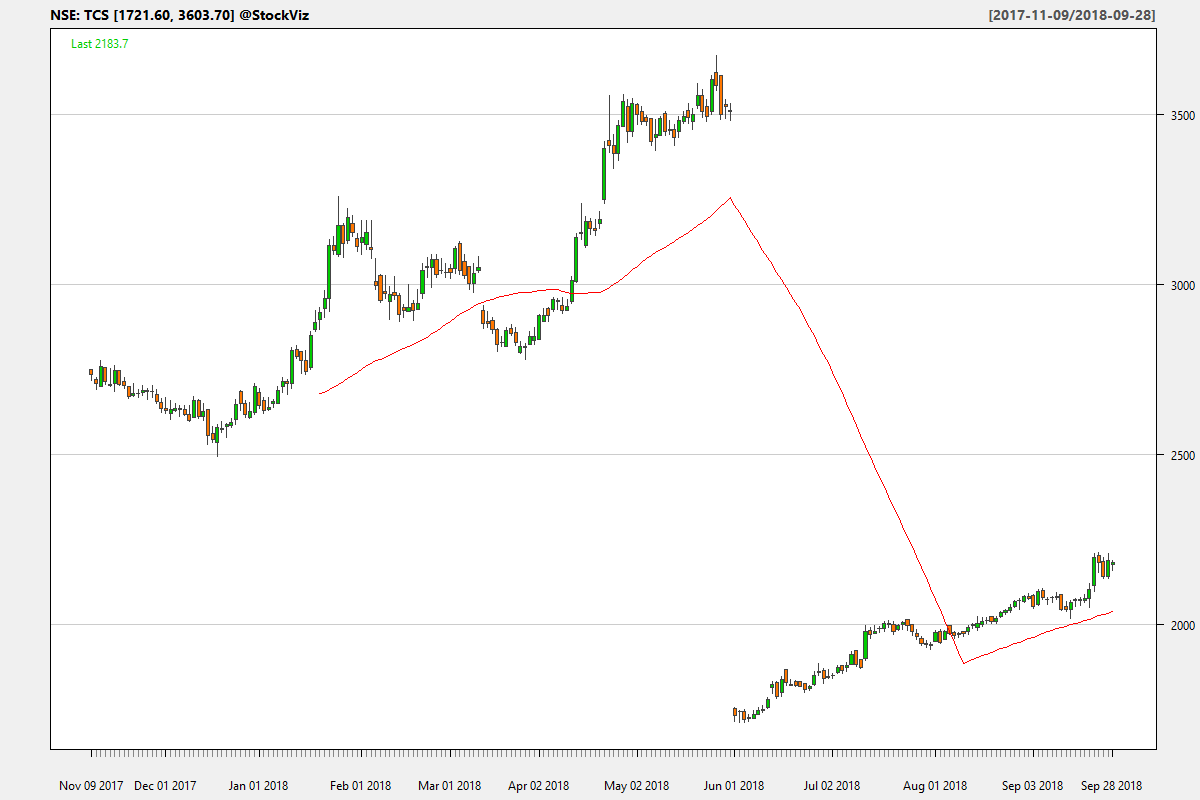 NSE: TCS [1721.60, 3603.70] @StockViz
[2017-11-09/2018-09-28]
Last 2183.7
3500
3000
2500
2000
Nov 09 2017 Dec 01 2017 Jan 01 2018 Feb 01 2018 Mar 01 2018 Apr 02 2018 May 02 2018 Jun 01 2018 Jul 02 2018 Aug 01 2018 Sep 03 2018 Sep 28 2018